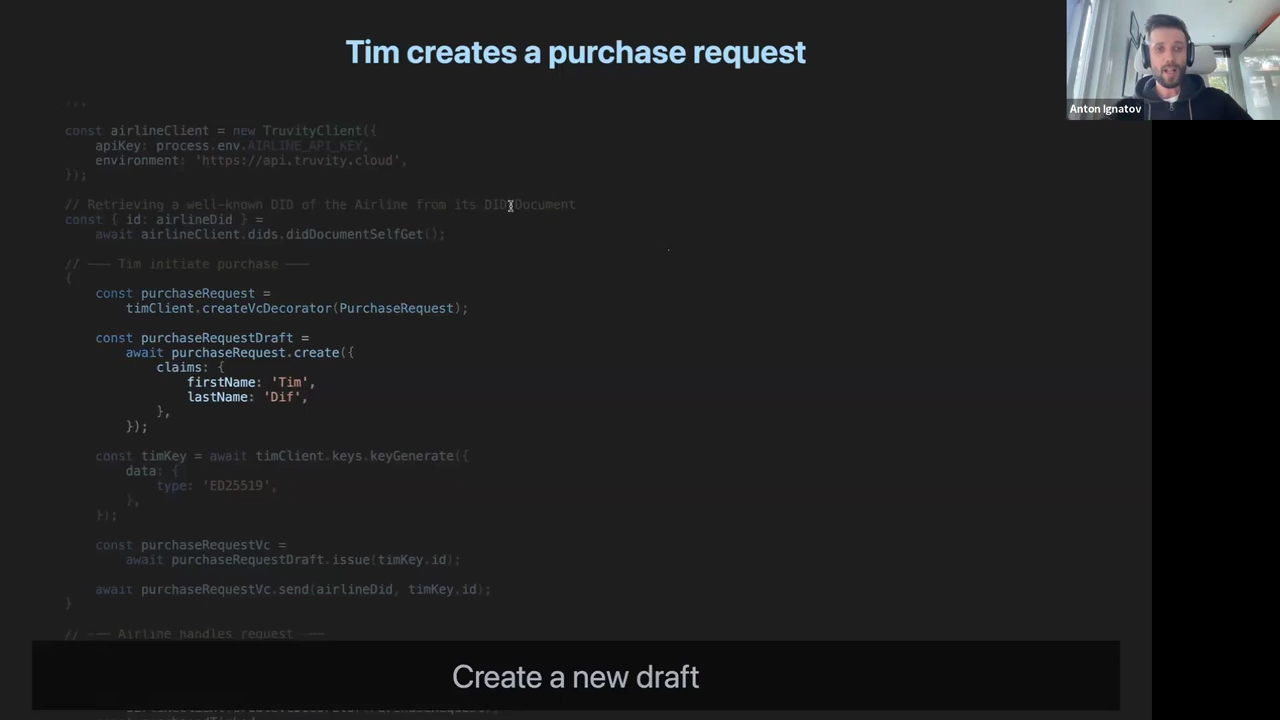 Tim creates a purchase request
Anton Ignatov
...
const airlineClient = new TruvityClient({
apiKey: process.env.AIRLINE_API_KEY,
environment: 'https://api.truvity.cloud',
});
// Retrieving a well-known DID of the Airline from its DID Document
const { id: airlineDid } =
await airlineClient.dids.didDocumentSelfGet();
// —— Tim initiate purchase ——
{
const purchaseRequest =
timClient.createVcDecorator(PurchaseRequest);
const purchaseRequestDraft =
await purchaseRequest.create({
claims: {
firstName: 'Tim',
lastName: 'Dif',
},
});
const timKey = await timClient.keys.keyGenerate({
data: {
type: 'ED25519',
},
});
const purchaseRequestVc =
await purchaseRequestDraft.issue(timKey.id);
await purchaseRequestVc.send(airlineDid, timKey.id);
}
// —— Airline handles request ——
Create a new draft